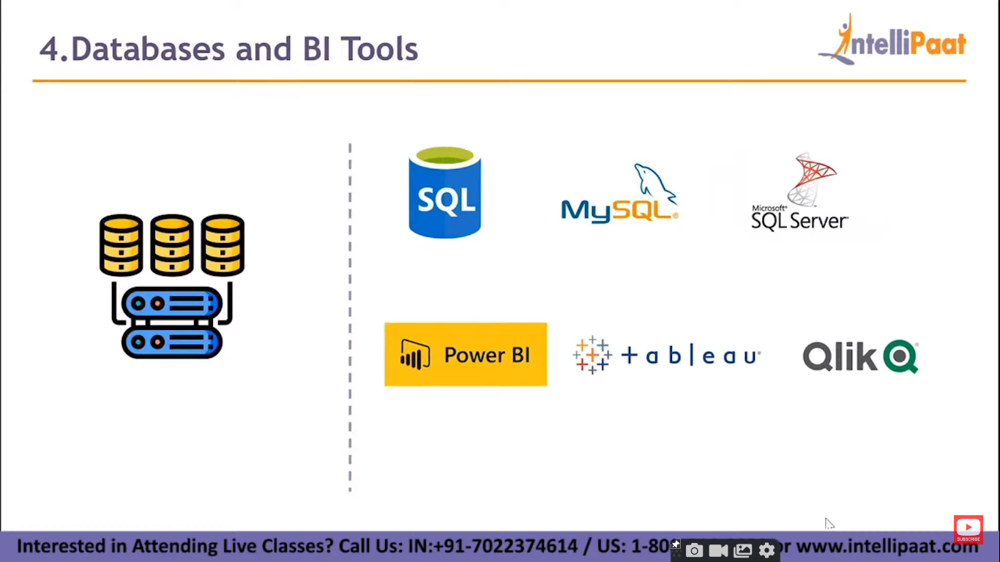 4.Databases and BI Tools
IntelliPaat
SQL
MySQL®
Microsoft®
SQL Server®
Power BI
+ a b l e a u®
Qlik Q®
Interested in Attending Live Classes? Call Us: IN:+91-7022374614 / US: 1-80 or www.intellipaat.com
SUBSCRIBE